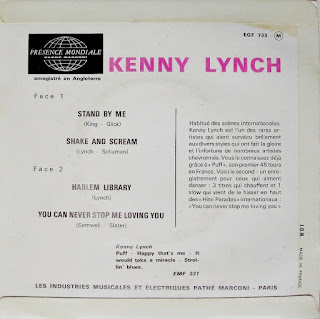 EGF 723 M
PRÉSENCE MONDIALE
PATHÉ MARCONI
enregistré en Angleterre
KENNY LYNCH
Face 1
STAND BY ME
(King - Glick)
SHAKE AND SCREAM
(Lynch - Schuman)
Face 2
HARLEM LIBRARY
(Lynch)
YOU CAN NEVER STOP ME LOVING YOU
(Samwell - Slater)
Habitué des scènes internationales,
Kenny Lynch est l'un des rares artis-
tes qui aient survécu brillamment
aux divers styles qui ont fait la gloire
et l'infortune de nombreux artistes
chevronnés. Vous le connaissez déjà
grâce à « Puff », son premier 45 tours
en France. Voici le second - un enre-
gistrement pour ceux qui aiment
danser : 3 titres qui chauffent et 1
slow qui vient de le hisser en haut
des « Hits-Parades » internationaux :
« You can never stop me loving you »
Kenny Lynch
Puff - Happy that's me - It
would take a miracle - Strol-
lin' blues.
EMF 331
MADE IN FRANCE
LES INDUSTRIES MUSICALES ET ÉLECTRIQUES PATHÉ MARCONI - PARIS